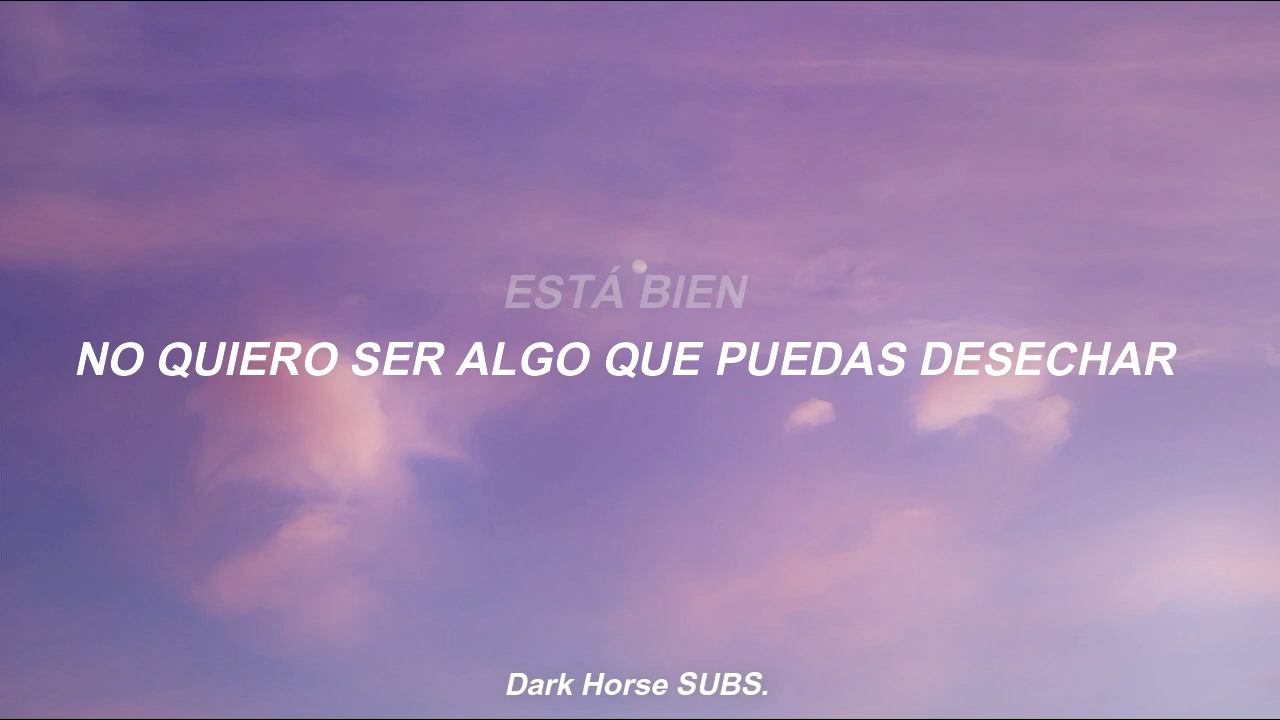 ESTÁ BIEN
NO QUIERO SER ALGO QUE PUEDAS DESECHAR
Dark Horse SUBS.